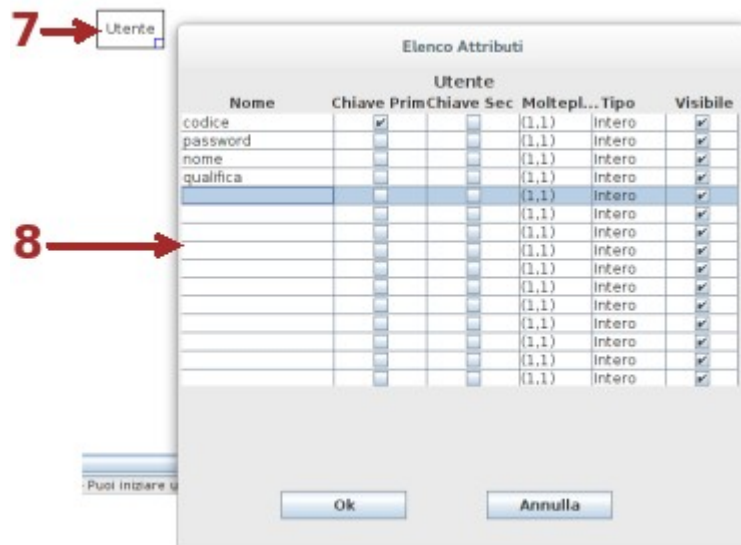 7
Utente
Elenco Attributi
Utente
Nome Chiave Prim Chiave Sec Moltepl... Tipo Visibile
codice (1,1) Intero
password (1,1) Intero
nome (1,1) Intero
qualifica (1,1) Intero
(1,1) Intero
(1,1) Intero
(1,1) Intero
8
(1,1) Intero
(1,1) Intero
(1,1) Intero
(1,1) Intero
(1,1) Intero
(1,1) Intero
(1,1) Intero
(1,1) Intero
Puoi iniziare u
Ok Annulla